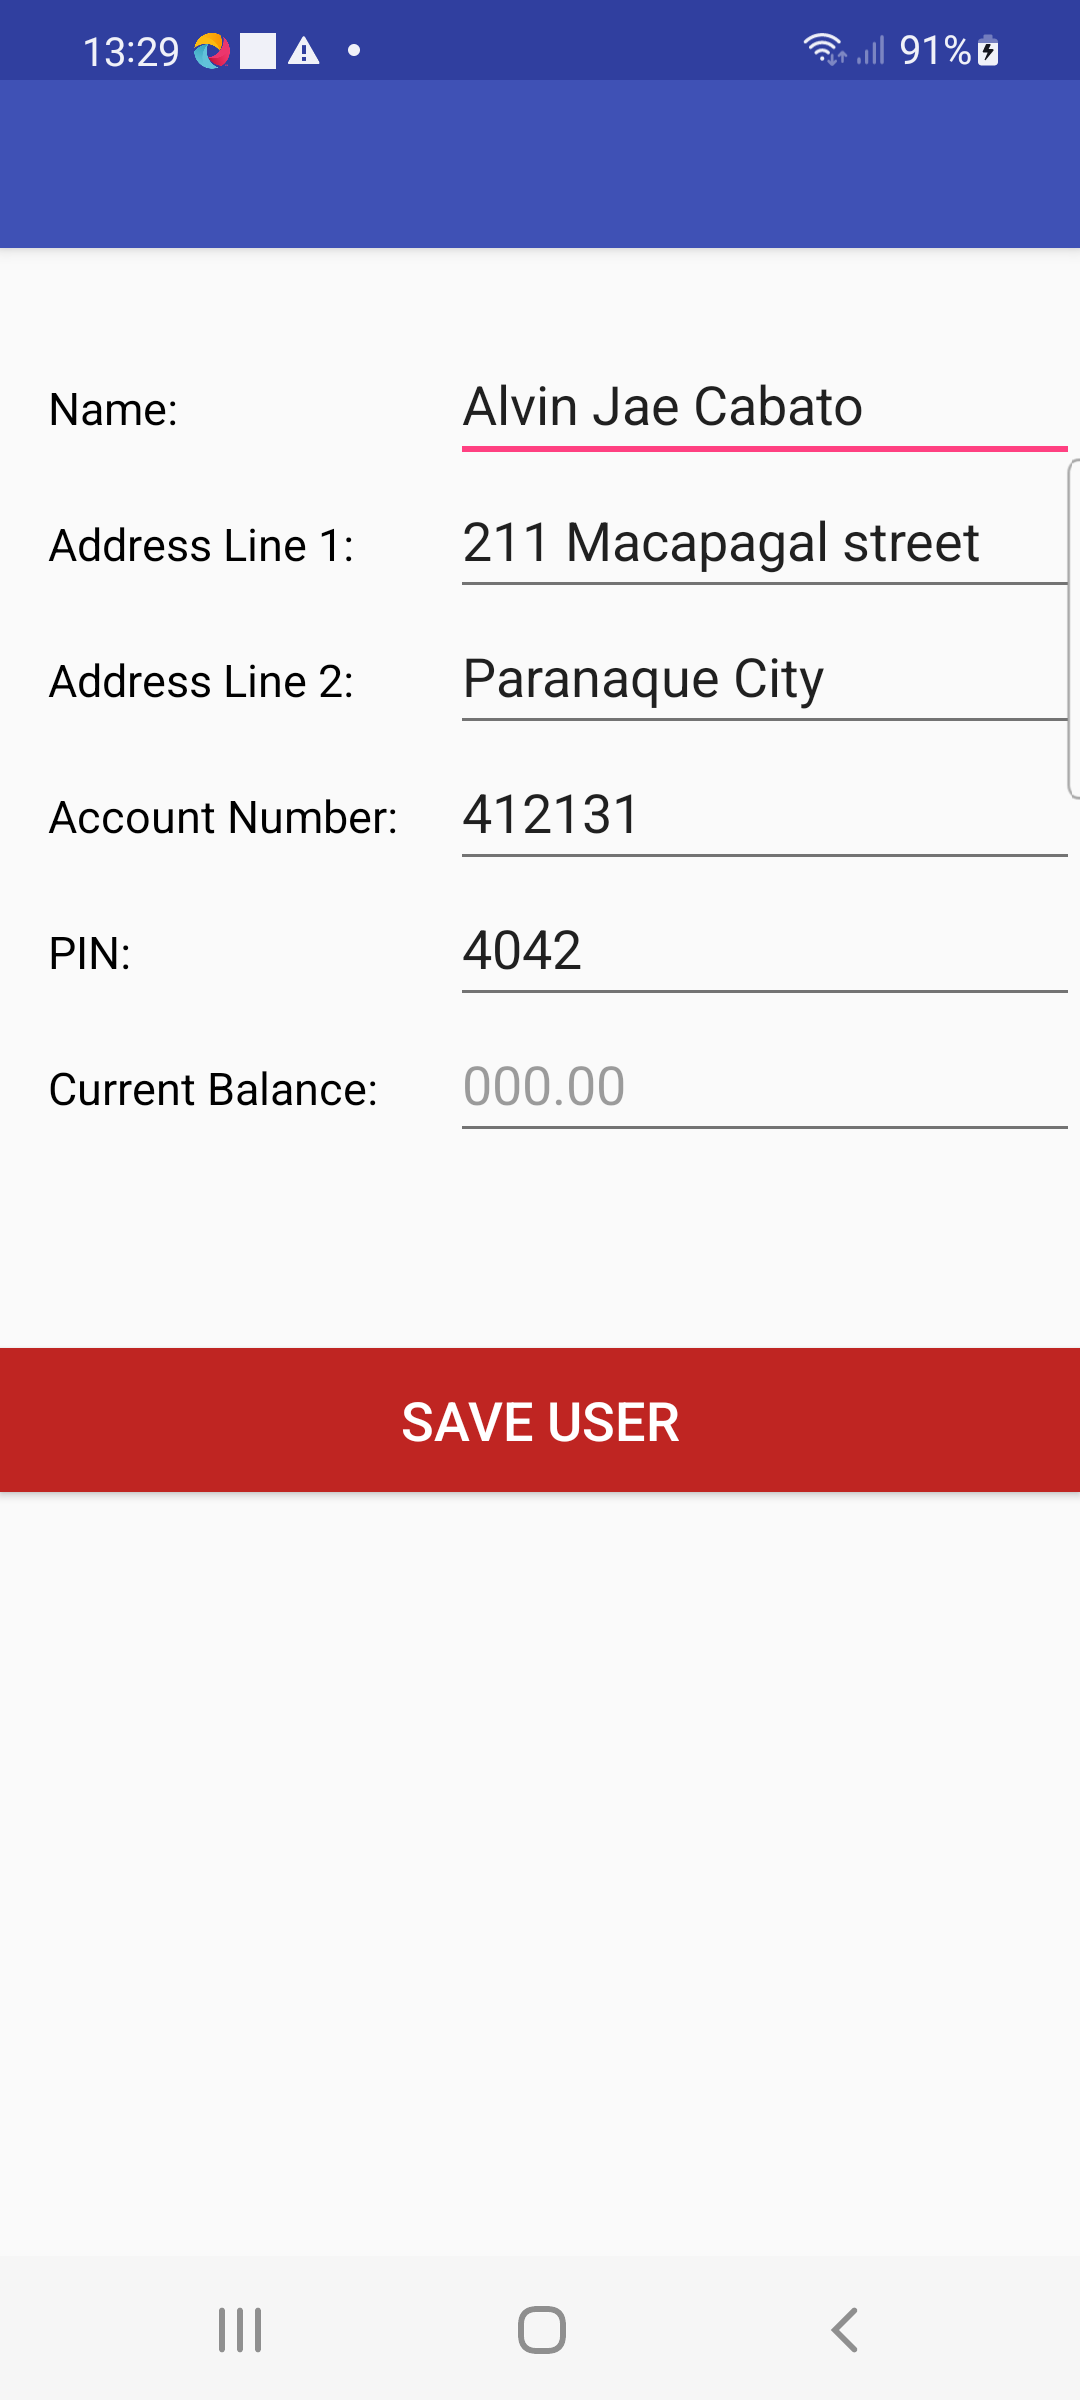 13:29 91%
Name: Alvin Jae Cabato
Address Line 1: 211 Macapagal street
Address Line 2: Paranaque City
Account Number: 412131
PIN: 4042
Current Balance: 000.00
SAVE USER